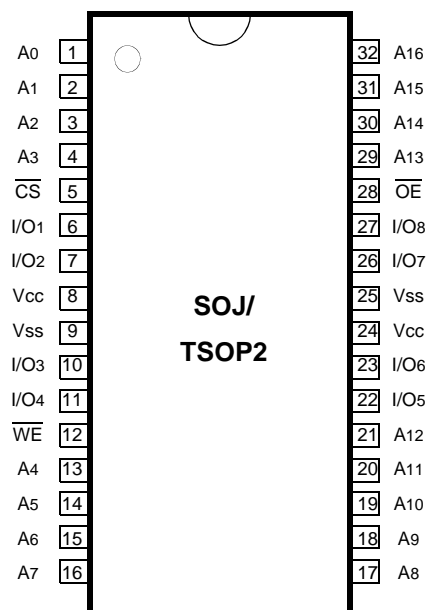 A0 1 32 A16
A1 2 31 A15
A2 3 30 A14
A3 4 29 A13
CS 5 28 OE
I/O1 6 27 I/O8
I/O2 7 26 I/O7
Vcc 8 25 Vss
Vss 9 24 Vcc
I/O3 10 23 I/O6
I/O4 11 22 I/O5
WE 12 21 A12
A4 13 20 A11
A5 14 19 A10
A6 15 18 A9
A7 16 17 A8
SOJ/
TSOP2